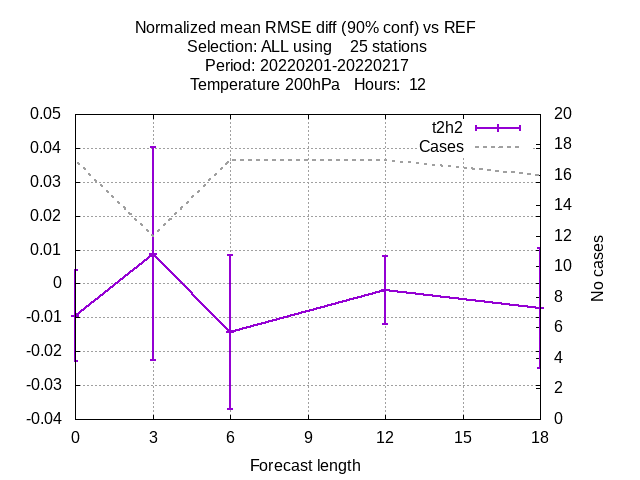 Normalized mean RMSE diff (90% conf) vs REF
Selection: ALL using    25 stations
Period: 20220201-20220217
Temperature 200hPa   Hours:  12
t2h2
Cases
0.05
0.04
0.03
0.02
0.01
0
-0.01
-0.02
-0.03
-0.04
20
18
16
14
12
10
8
6
4
2
0
No cases
0 3 6 9 12 15 18
Forecast length